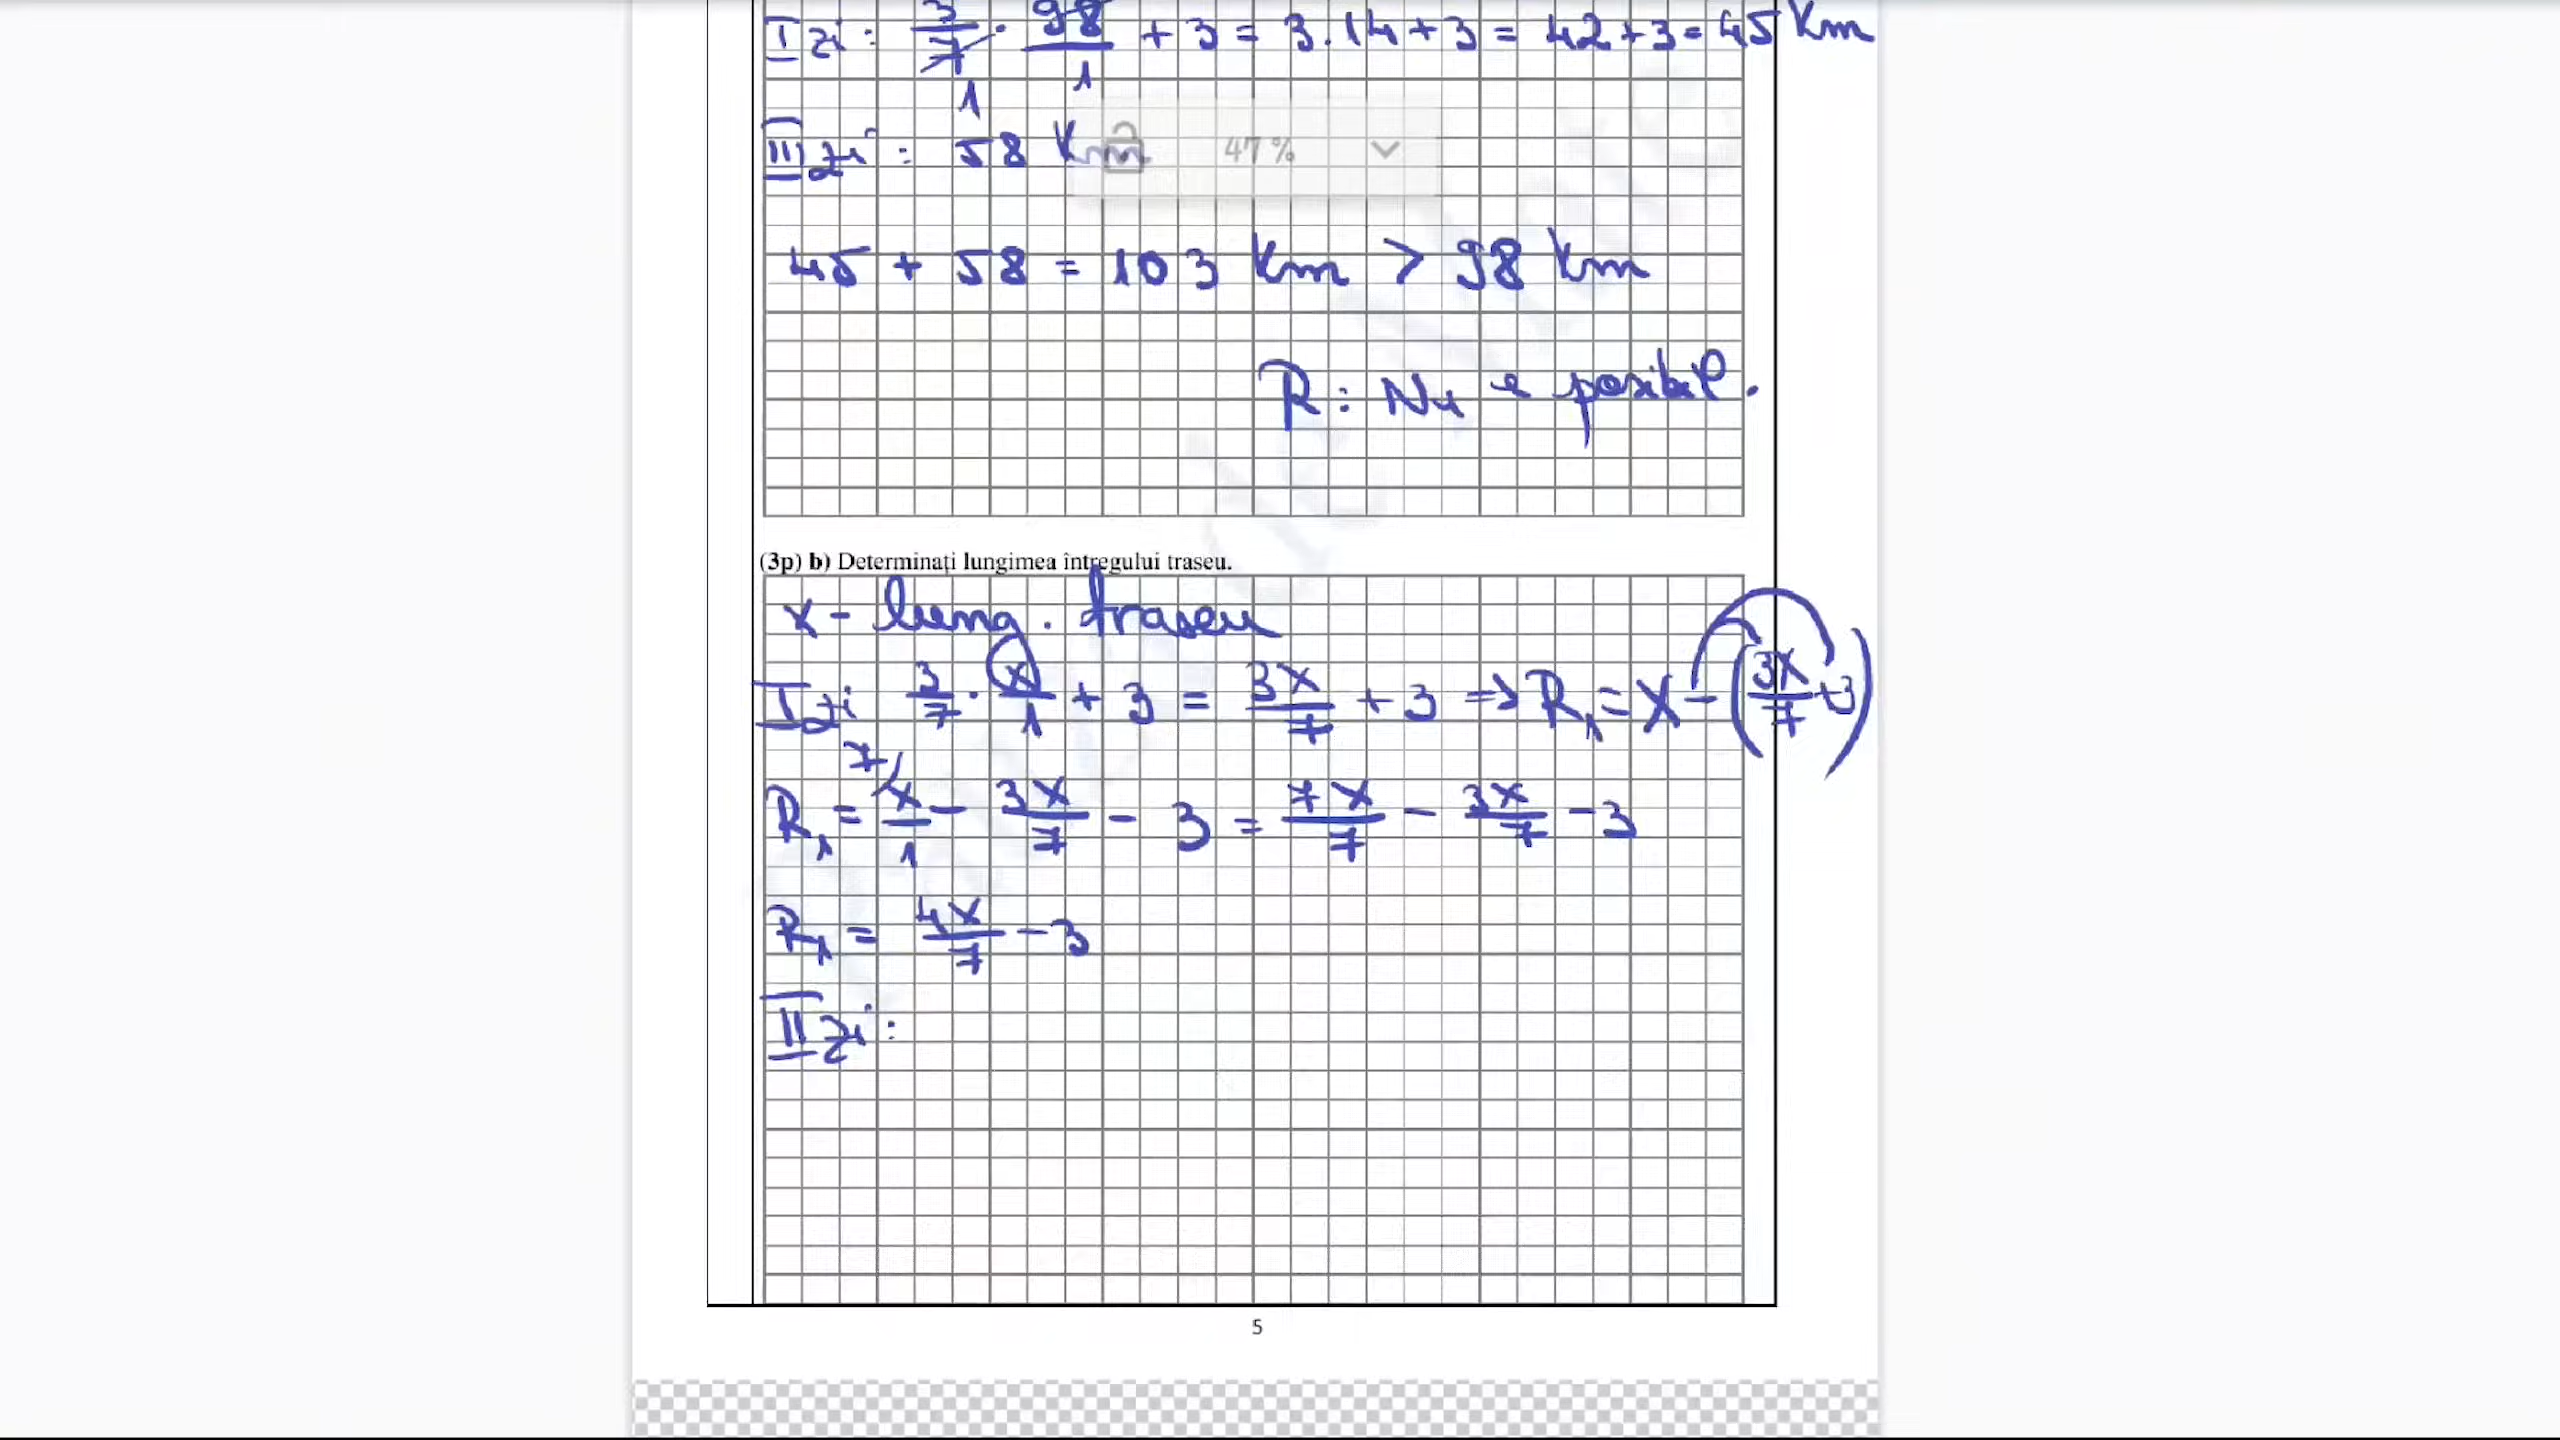 I zi: 3/7 · 98/1 + 3 = 3·14+3 = 42+3=45 Km
1
III zi: 58 Km
47%
45 + 58 = 103 Km > 98 Km
R: Nu e posibil.
(3p) b) Determinați lungimea întregului traseu.
x- lung. traseu
I zi 3/7 · x/1 + 3 = 3x/7 + 3 => R₁ = x - (3x/7 +3)
R₁ = 7/ x/1 - 3x/7 - 3 = 7x/7 - 3x/7 - 3
R₁ = 4x/7 - 3
II zi:
5